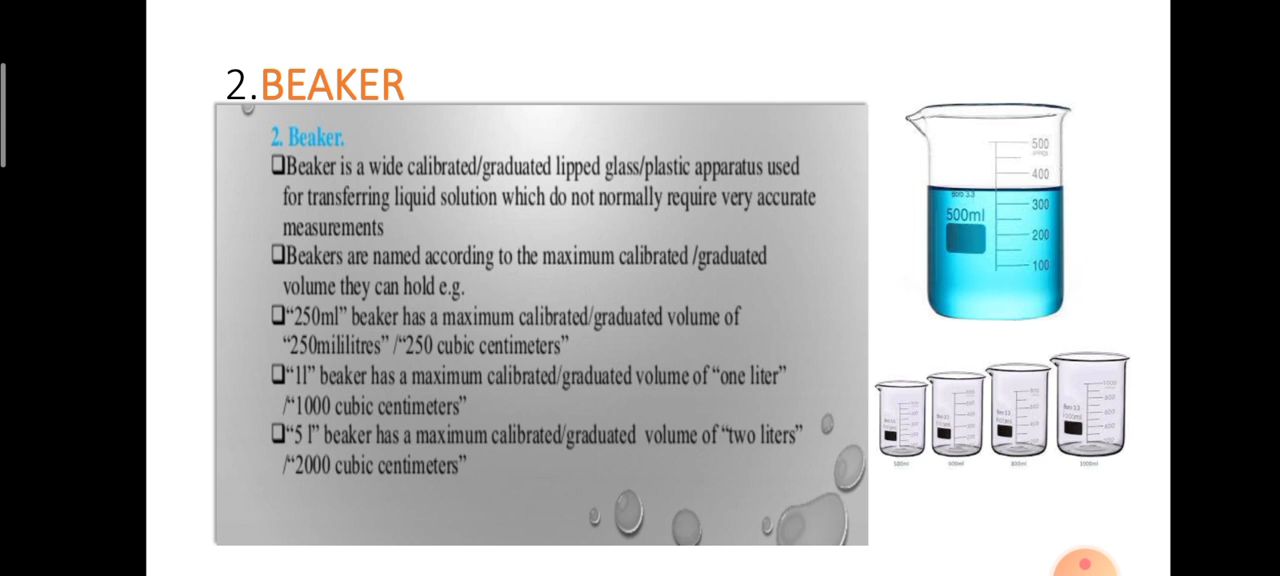 2.BEAKER
2. Beaker.
❑Beaker is a wide calibrated/graduated lipped glass/plastic apparatus used
for transferring liquid solution which do not normally require very accurate
measurements
❑Beakers are named according to the maximum calibrated /graduated
volume they can hold e.g.
❑“250ml” beaker has a maximum calibrated/graduated volume of
“250mililitres” /“250 cubic centimeters”
❑“1l” beaker has a maximum calibrated/graduated volume of “one liter”
/“1000 cubic centimeters”
❑“5 l” beaker has a maximum calibrated/graduated  volume of “two liters”
/“2000 cubic centimeters”
500
400
Boro 3.3
300
500ml
200
100
1000ml